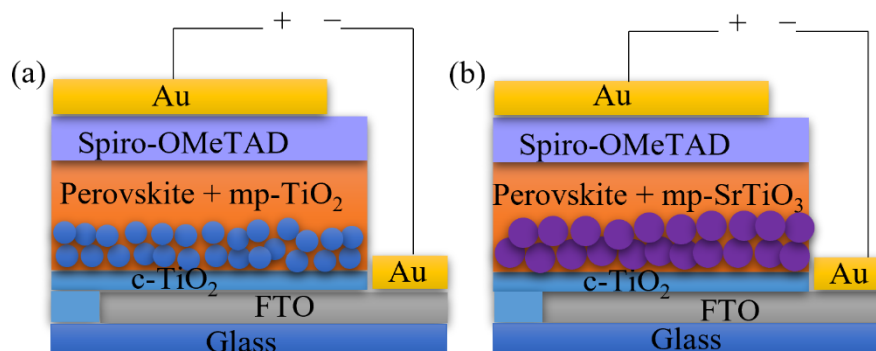 + −
(a)
Au
Spiro-OMeTAD
Perovskite + mp-TiO₂
Au
c-TiO₂
FTO
Glass
+ −
(b)
Au
Spiro-OMeTAD
Perovskite + mp-SrTiO₃
Au
c-TiO₂
FTO
Glass